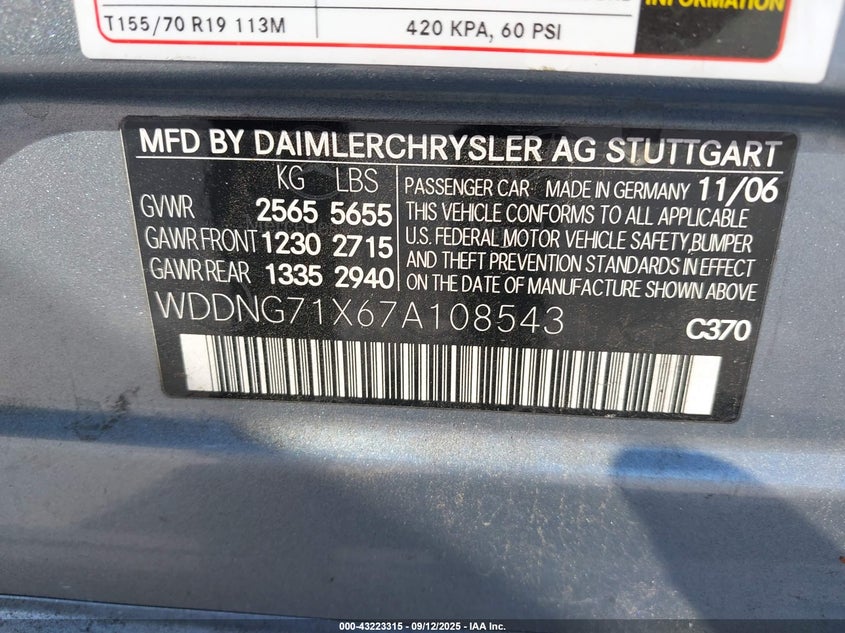 INFORMATION
T155/70 R19 113M 420 KPA, 60 PSI
MFD BY DAIMLERCHRYSLER AG STUTTGART
KG LBS
GVWR 2565 5655
GAWR FRONT 1230 2715
GAWR REAR 1335 2940
PASSENGER CAR MADE IN GERMANY 11/06
THIS VEHICLE CONFORMS TO ALL APPLICABLE
U.S. FEDERAL MOTOR VEHICLE SAFETY,BUMPER
AND THEFT PREVENTION STANDARDS IN EFFECT
ON THE DATE OF MANUFACTURE SHOWN ABOVE
WDDNG71X67A108543
C370
000-43223315 - 09/12/2025 - IAA Inc.